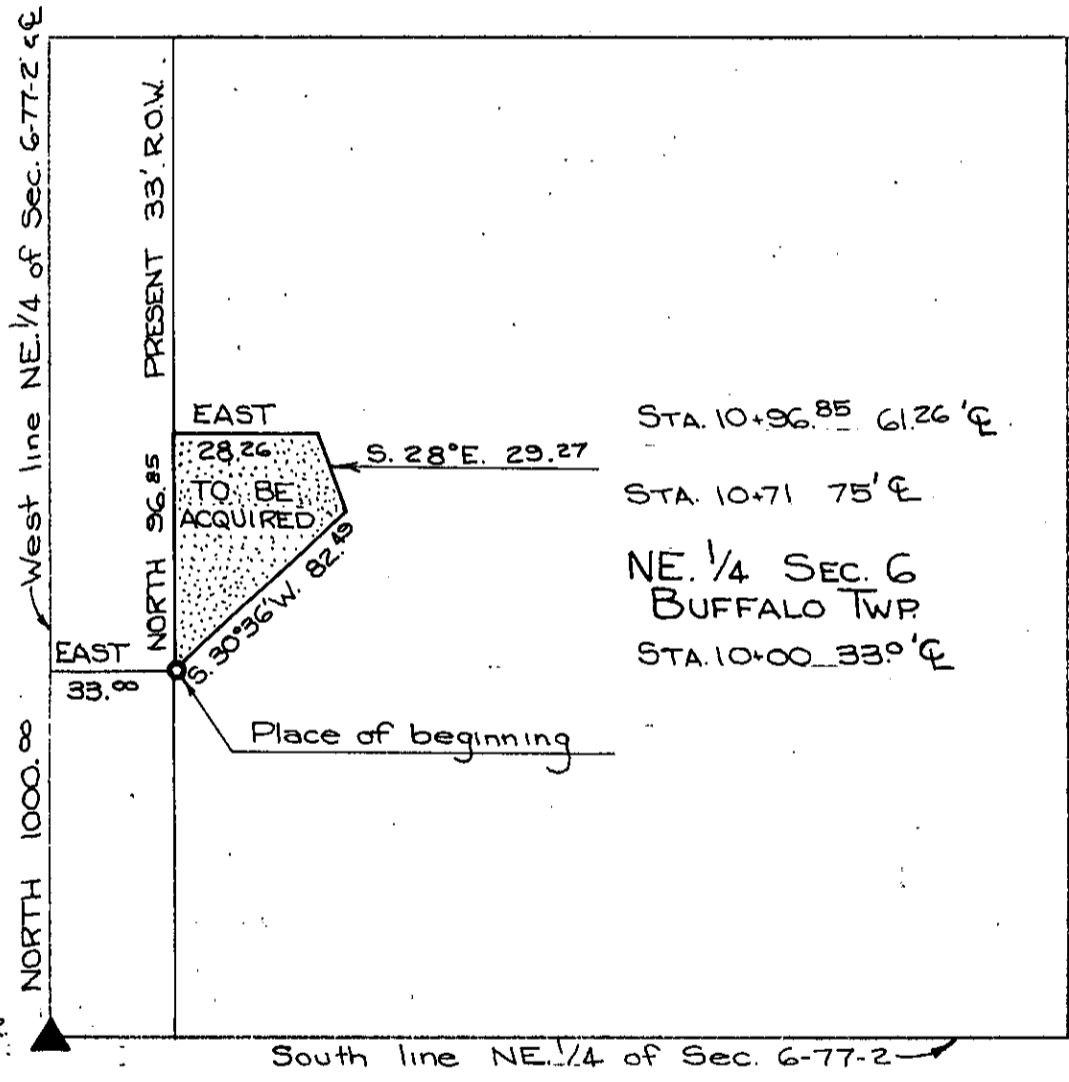 West line NE.1/4 of Sec. 6-77-2 & ℄
PRESENT 33' R.O.W.
EAST
28.26
S. 28°E. 29.27
NORTH 96.85
TO BE
ACQUIRED
S. 30°36'W. 82.49
STA. 10+96.85 61.26'℄
STA. 10+71 75'℄
NE. 1/4 SEC. 6
BUFFALO TWP.
STA. 10+00 33.0'℄
EAST
33.00
Place of beginning
NORTH 1000.00
South line NE.1/4 of Sec. 6-77-2